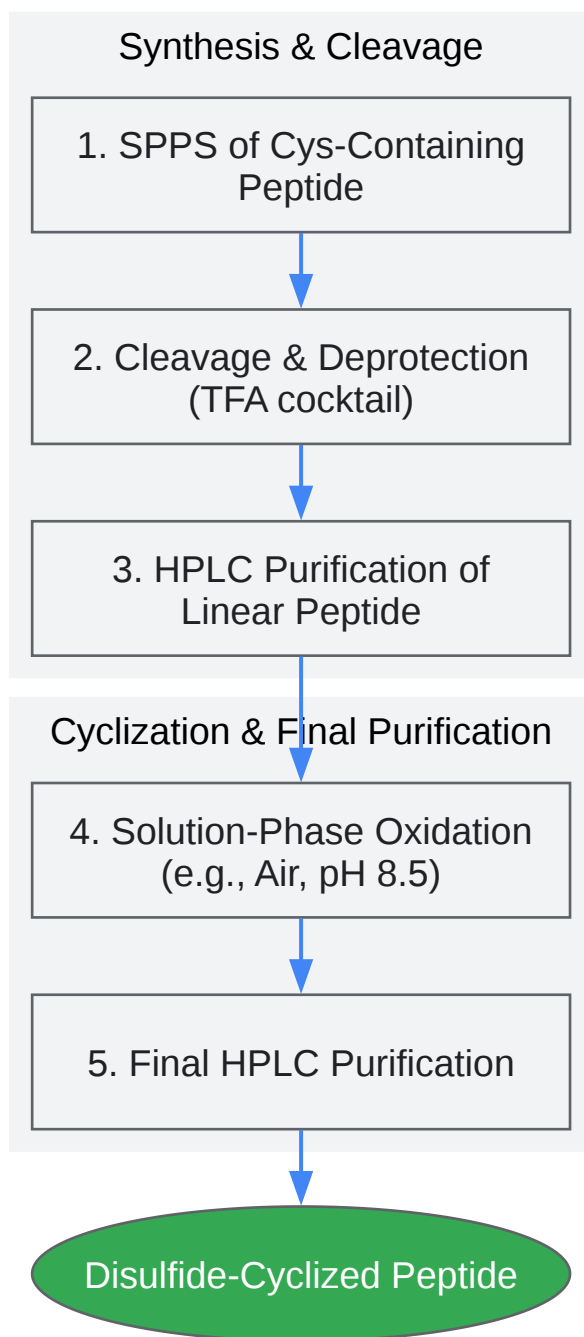 Synthesis & Cleavage
1. SPPS of Cys-Containing
Peptide
2. Cleavage & Deprotection
(TFA cocktail)
3. HPLC Purification of
Linear Peptide
Cyclization & Final Purification
4. Solution-Phase Oxidation
(e.g., Air, pH 8.5)
5. Final HPLC Purification
Disulfide-Cyclized Peptide